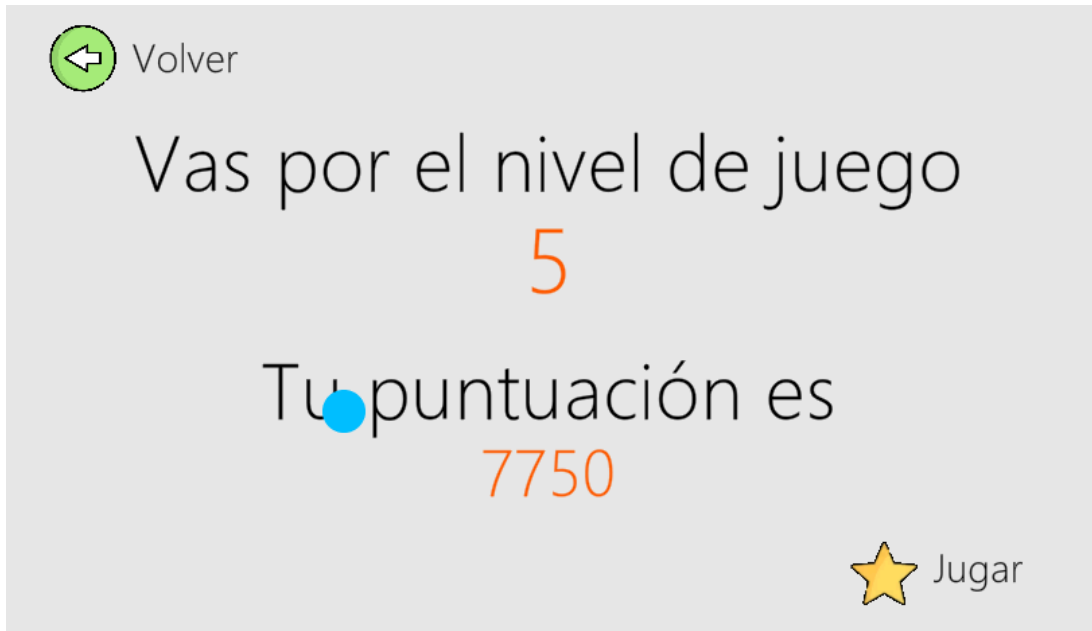 Volver
Vas por el nivel de juego
5
Tu puntuación es
7750
Jugar